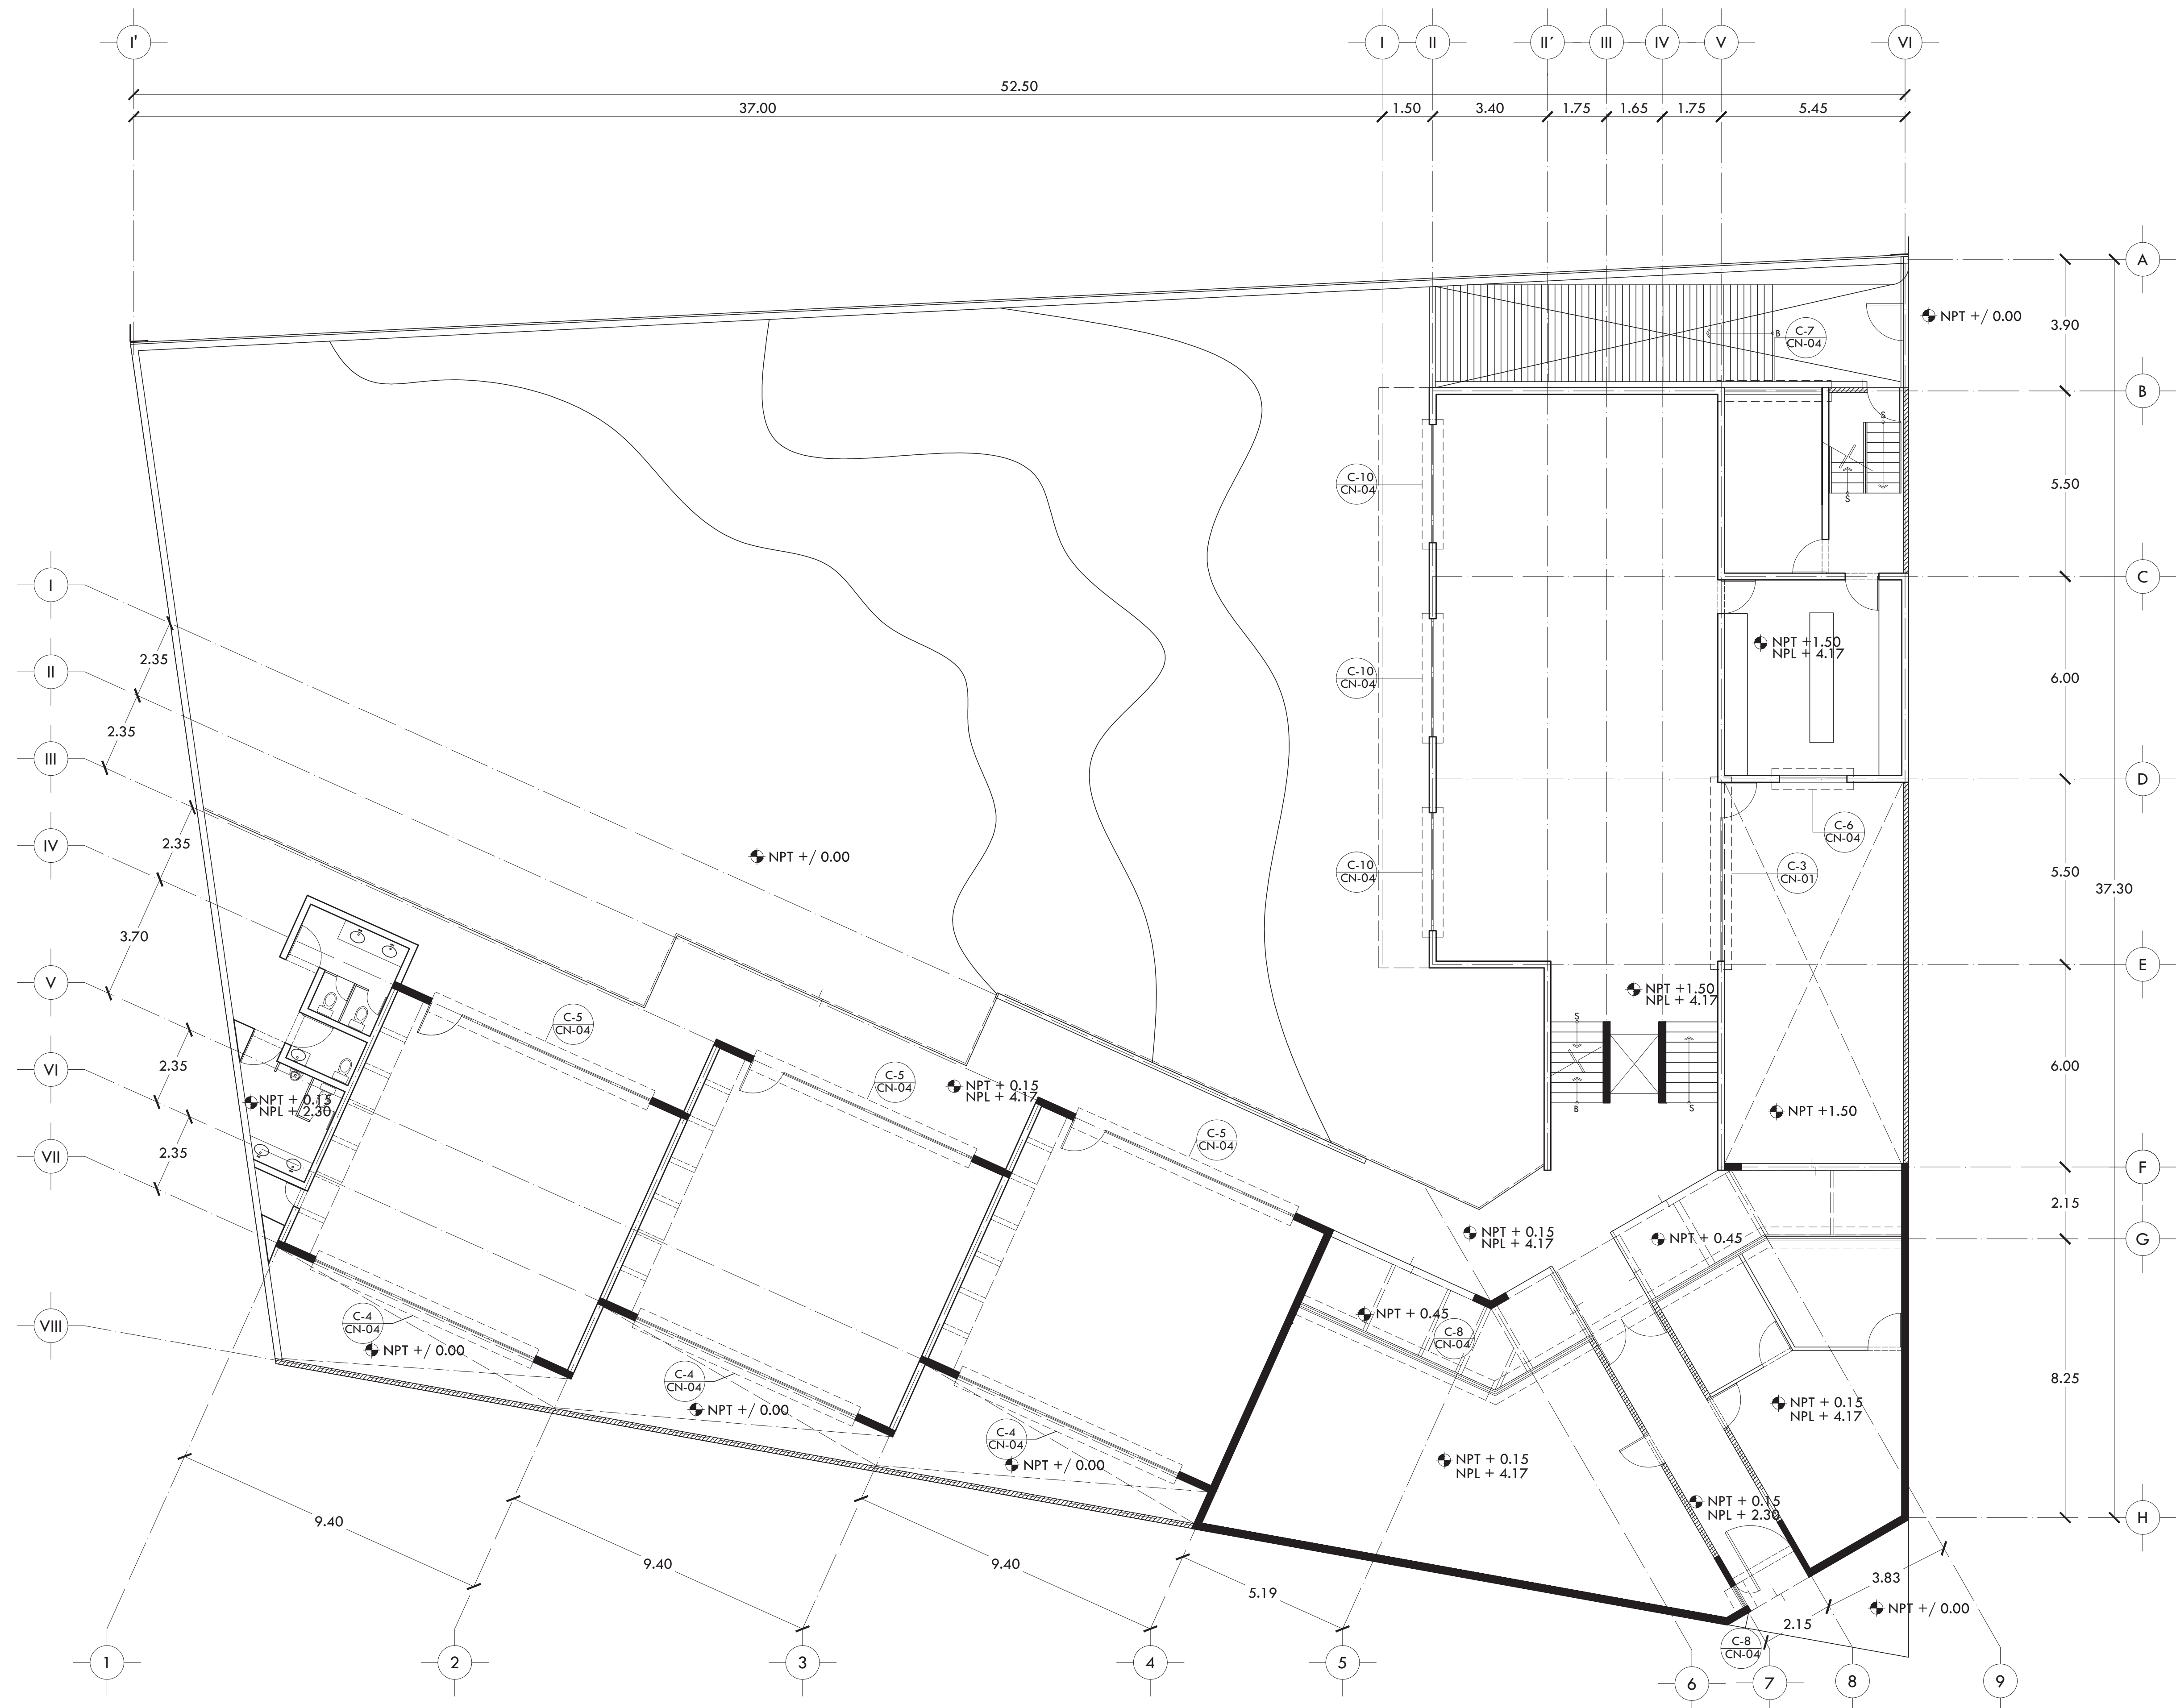 I'
I
II
II´
III
IV
V
VI
52.50
37.00
1.50
3.40
1.75
1.65
1.75
5.45
A
NPT +/ 0.00
3.90
B
C-7
CN-04
B
S
S
C-10
CN-04
5.50
C
I
2.35
NPT +1.50
NPL + 4.17
C-10
CN-04
6.00
II
2.35
III
D
2.35
IV
NPT +/ 0.00
C-6
CN-04
C-10
CN-04
C-3
CN-01
5.50
37.30
3.70
E
V
NPT +1.50
NPL + 4.17
C-5
CN-04
S
B
S
2.35
VI
C-5
CN-04
NPT + 0.15
NPL + 4.17
6.00
NPT + 0.15
NPL + 2.30
NPT +1.50
C-5
CN-04
2.35
VII
F
2.15
NPT + 0.15
NPL + 4.17
NPT + 0.45
G
VIII
C-4
CN-04
NPT +/ 0.00
NPT + 0.45
C-8
CN-04
C-4
CN-04
NPT +/ 0.00
8.25
NPT + 0.15
NPL + 4.17
C-4
CN-04
NPT +/ 0.00
NPT + 0.15
NPL + 4.17
NPT + 0.15
NPL + 2.30
H
9.40
9.40
9.40
5.19
3.83
2.15
NPT +/ 0.00
C-8
CN-04
1
2
3
4
5
6
7
8
9